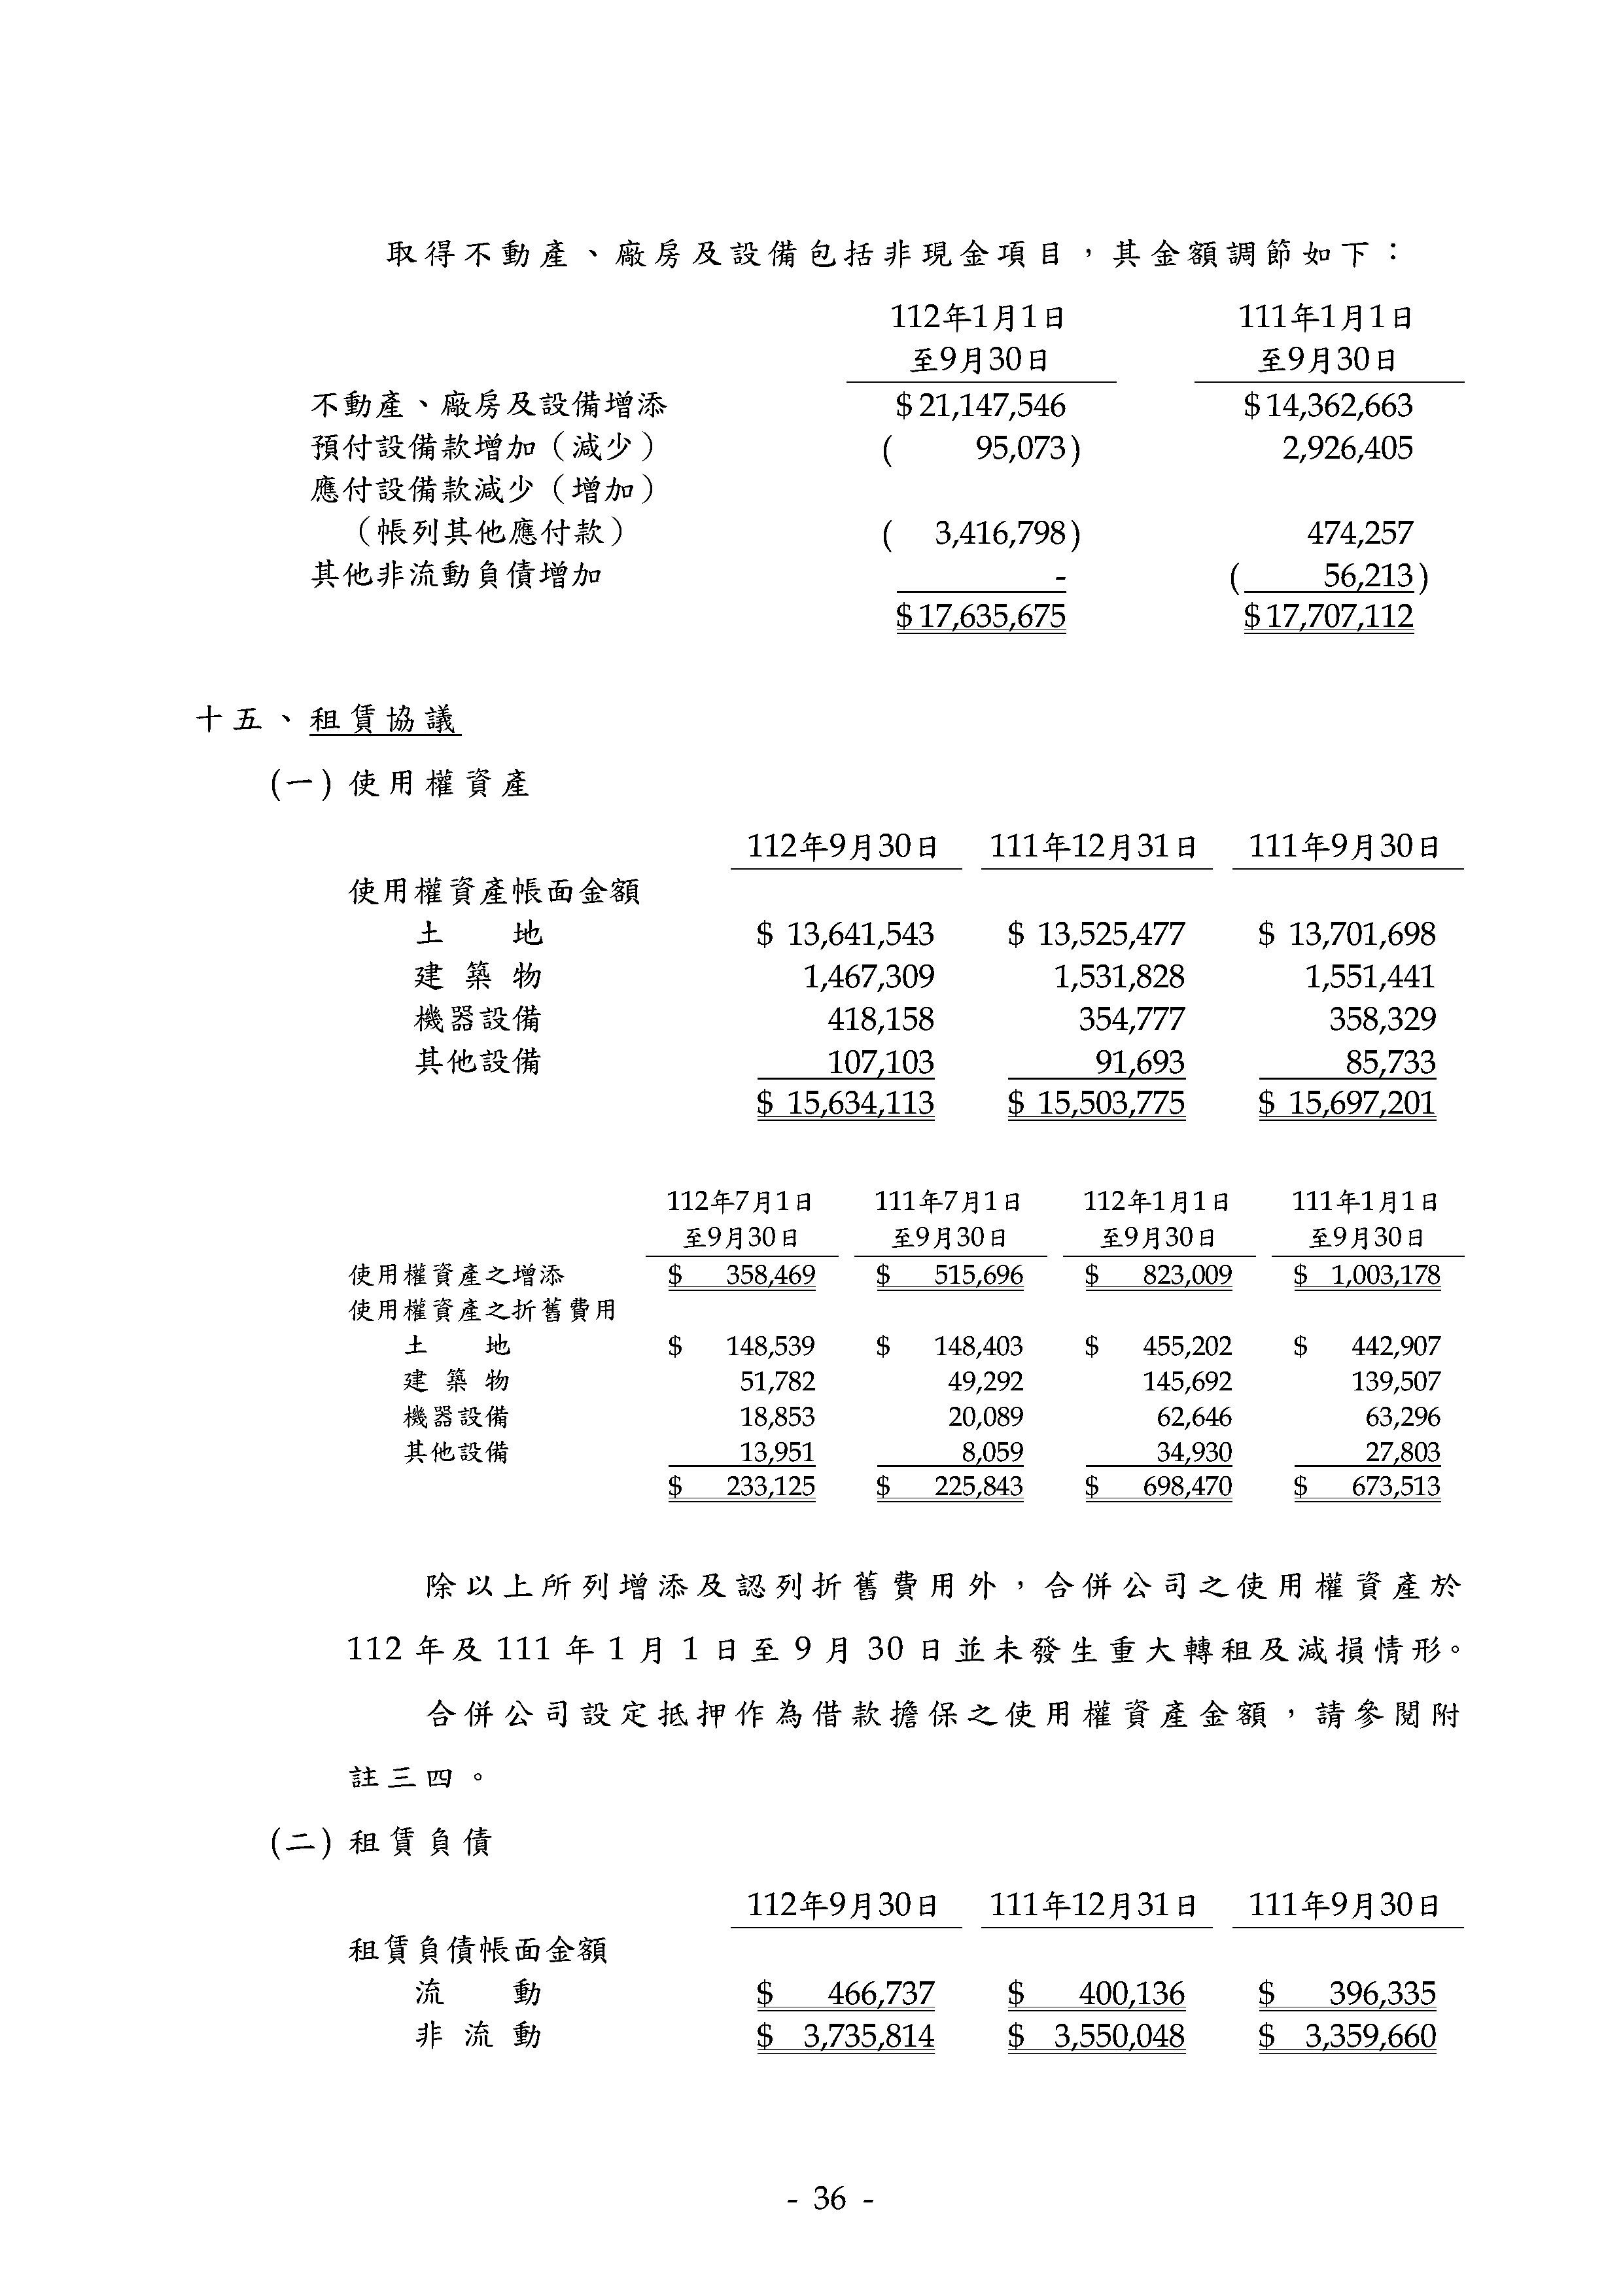 取得不動產、廠房及設備包括非現金項目，其金額調節如下：
112年1月1日 111年1月1日
至9月30日 至9月30日
不動產、廠房及設備增添 $21,147,546 $14,362,663
預付設備款增加（減少） ( 95,073) 2,926,405
應付設備款減少（增加）
（帳列其他應付款） ( 3,416,798) 474,257
其他非流動負債增加 - ( 56,213)
$17,635,675 $17,707,112
十五、租賃協議
(一) 使用權資產
112年9月30日 111年12月31日 111年9月30日
使用權資產帳面金額
土地 $ 13,641,543 $ 13,525,477 $ 13,701,698
建築物 1,467,309 1,531,828 1,551,441
機器設備 418,158 354,777 358,329
其他設備 107,103 91,693 85,733
$ 15,634,113 $ 15,503,775 $ 15,697,201
112年7月1日 111年7月1日 112年1月1日 111年1月1日
至9月30日 至9月30日 至9月30日 至9月30日
使用權資產之增添 $ 358,469 $ 515,696 $ 823,009 $ 1,003,178
使用權資產之折舊費用
土地 $ 148,539 $ 148,403 $ 455,202 $ 442,907
建築物 51,782 49,292 145,692 139,507
機器設備 18,853 20,089 62,646 63,296
其他設備 13,951 8,059 34,930 27,803
$ 233,125 $ 225,843 $ 698,470 $ 673,513
除以上所列增添及認列折舊費用外，合併公司之使用權資產於
112 年及 111 年 1 月 1 日至 9 月 30 日並未發生重大轉租及減損情形。
合併公司設定抵押作為借款擔保之使用權資產金額，請參閱附
註三四。
(二) 租賃負債
112年9月30日 111年12月31日 111年9月30日
租賃負債帳面金額
流動 $ 466,737 $ 400,136 $ 396,335
非流動 $ 3,735,814 $ 3,550,048 $ 3,359,660
- 36 -